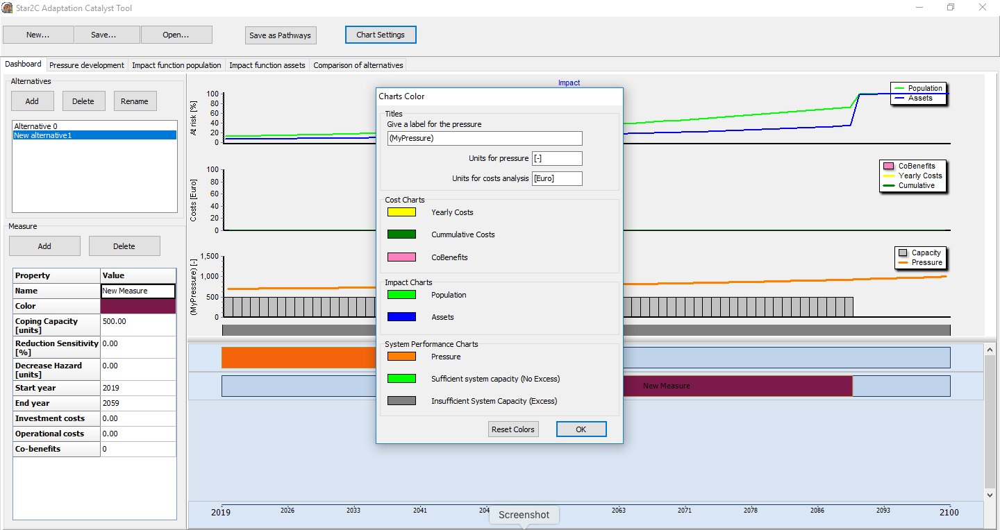 Star2C Adaptation Catalyst Tool
New...
Save...
Open...
Save as Pathways
Chart Settings
Dashboard
Pressure development
Impact function population
Impact function assets
Comparison of alternatives
Alternatives
Add
Delete
Rename
Alternative 0
New alternative1
Measure
Add
Delete
Property Value
Name New Measure
Color
Coping Capacity 500.00
[units]
Reduction Sensitivity 0.00
[%]
Decrease Hazard 0.00
[units]
Start year 2019
End year 2059
Investment costs 0.00
Operational costs 0.00
Co-benefits 0
Impact
At risk [%]
100
80
60
40
20
0
Population
Assets
Costs [Euro]
100
80
60
40
20
0
CoBenefits
Yearly Costs
Cumulative
(MyPressure) [-]
1,500
1,000
500
0
Capacity
Pressure
Charts Color
Titles
Give a label for the pressure
(MyPressure)
Units for pressure [-]
Units for costs analysis [Euro]
Cost Charts
Yearly Costs
Cummulative Costs
CoBenefits
Impact Charts
Population
Assets
System Performance Charts
Pressure
Sufficient system capacity (No Excess)
Insufficient System Capacity (Excess)
Reset Colors
OK
New Measure
2019 2026 2033 2041 204 2063 2071 2078 2086 2093 2100
Screenshot